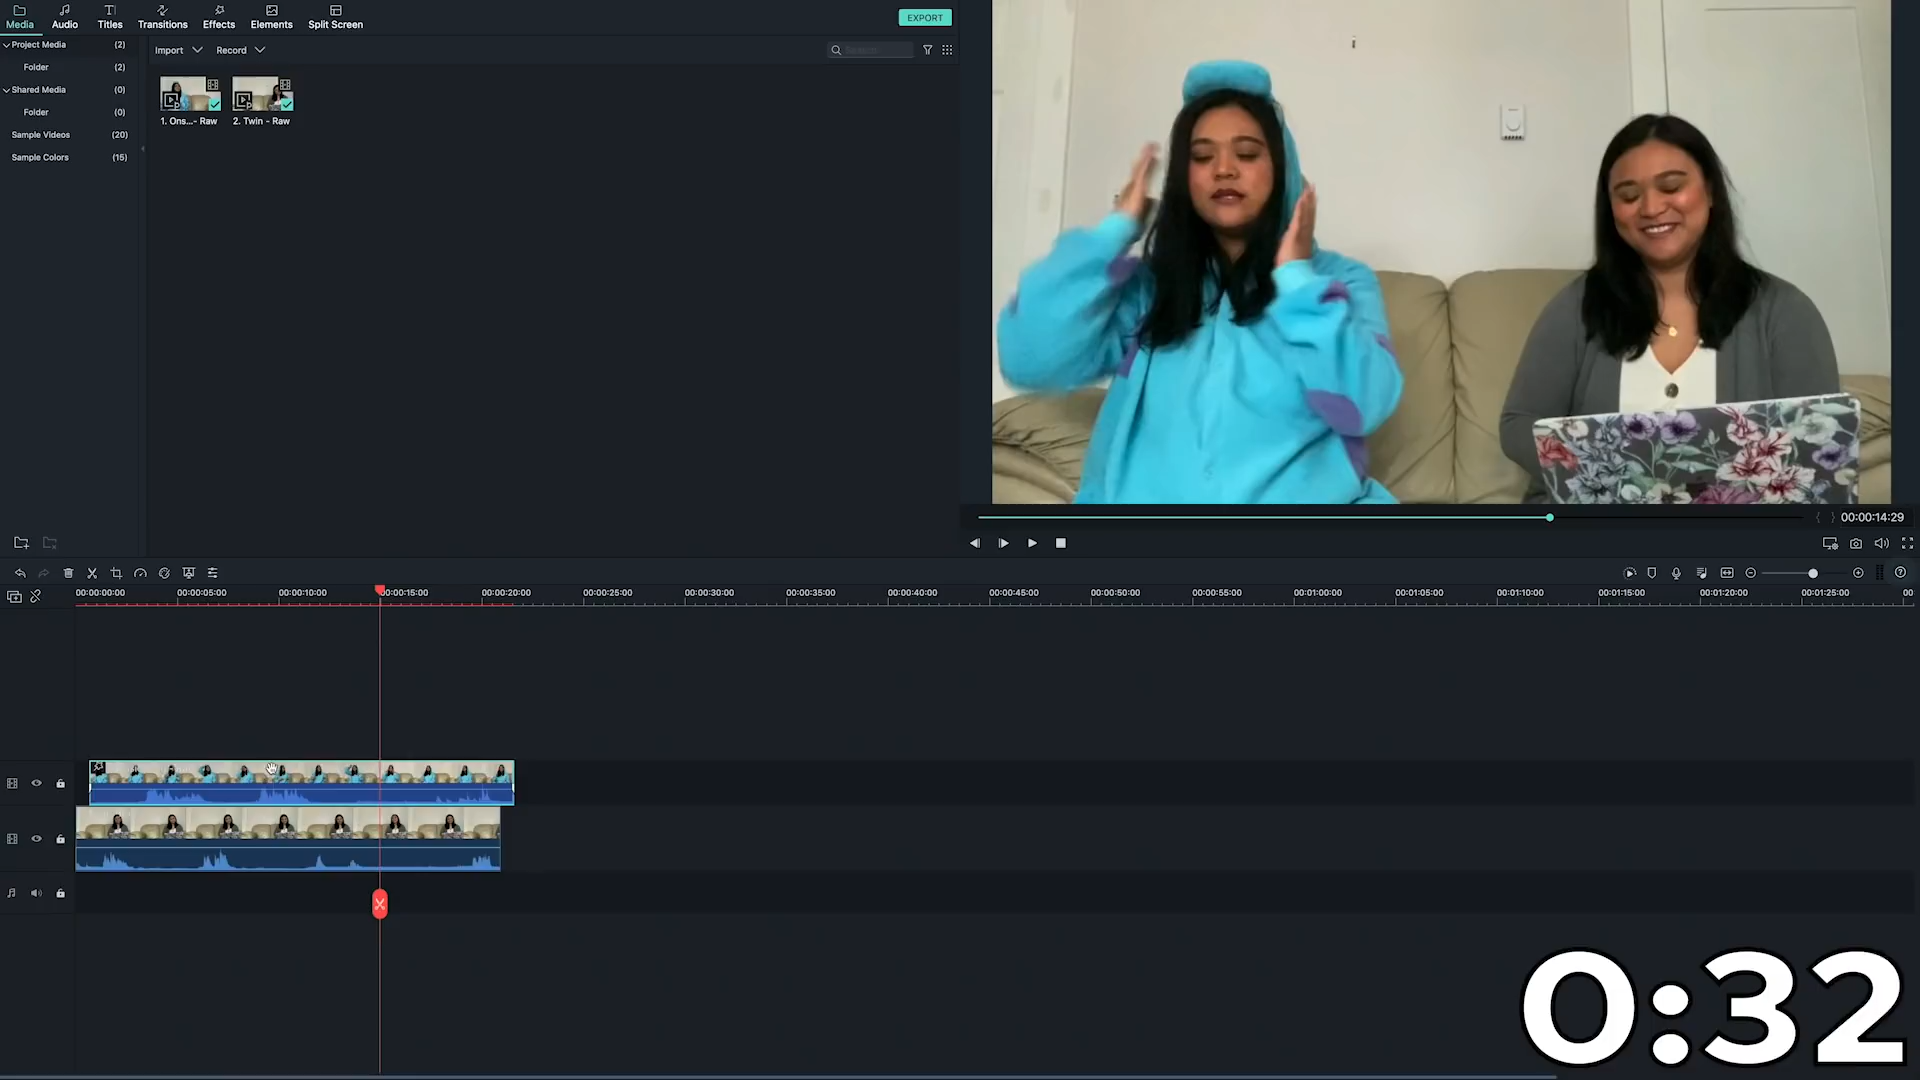 Media Audio Titles Transitions Effects Elements Split Screen
EXPORT
Project Media (2)
Import Record
Folder (2)
Shared Media (0)
Folder (0)
Sample Videos (20)
Sample Colors (15)
1. Ons...- Raw 2. Twin - Raw
00:00:14:29
00:00:00:00 00:00:05:00 00:00:10:00 00:00:15:00 00:00:20:00 00:00:25:00 00:00:30:00 00:00:35:00 00:00:40:00 00:00:45:00 00:00:50:00 00:00:55:00 00:01:00:00 00:01:05:00 00:01:10:00 00:01:15:00 00:01:20:00 00:01:25:00 00
0:32